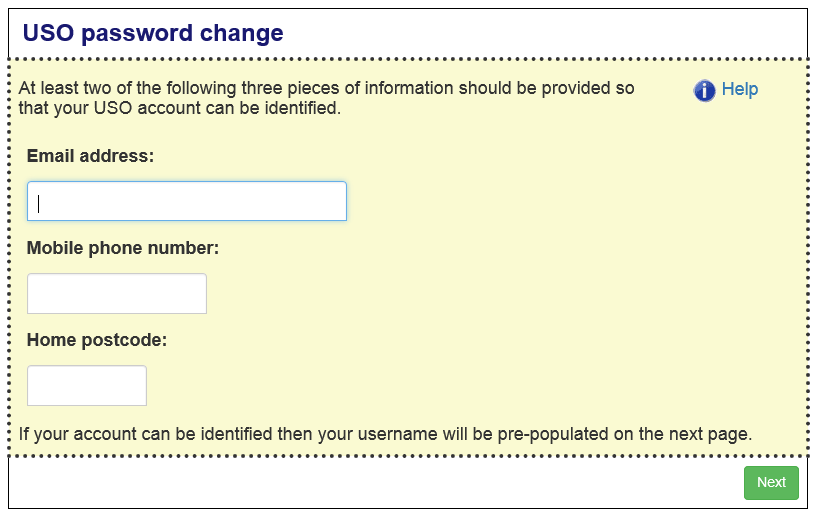 USO password change
At least two of the following three pieces of information should be provided so
that your USO account can be identified.
Help
Email address:
Mobile phone number:
Home postcode:
If your account can be identified then your username will be pre-populated on the next page.
Next